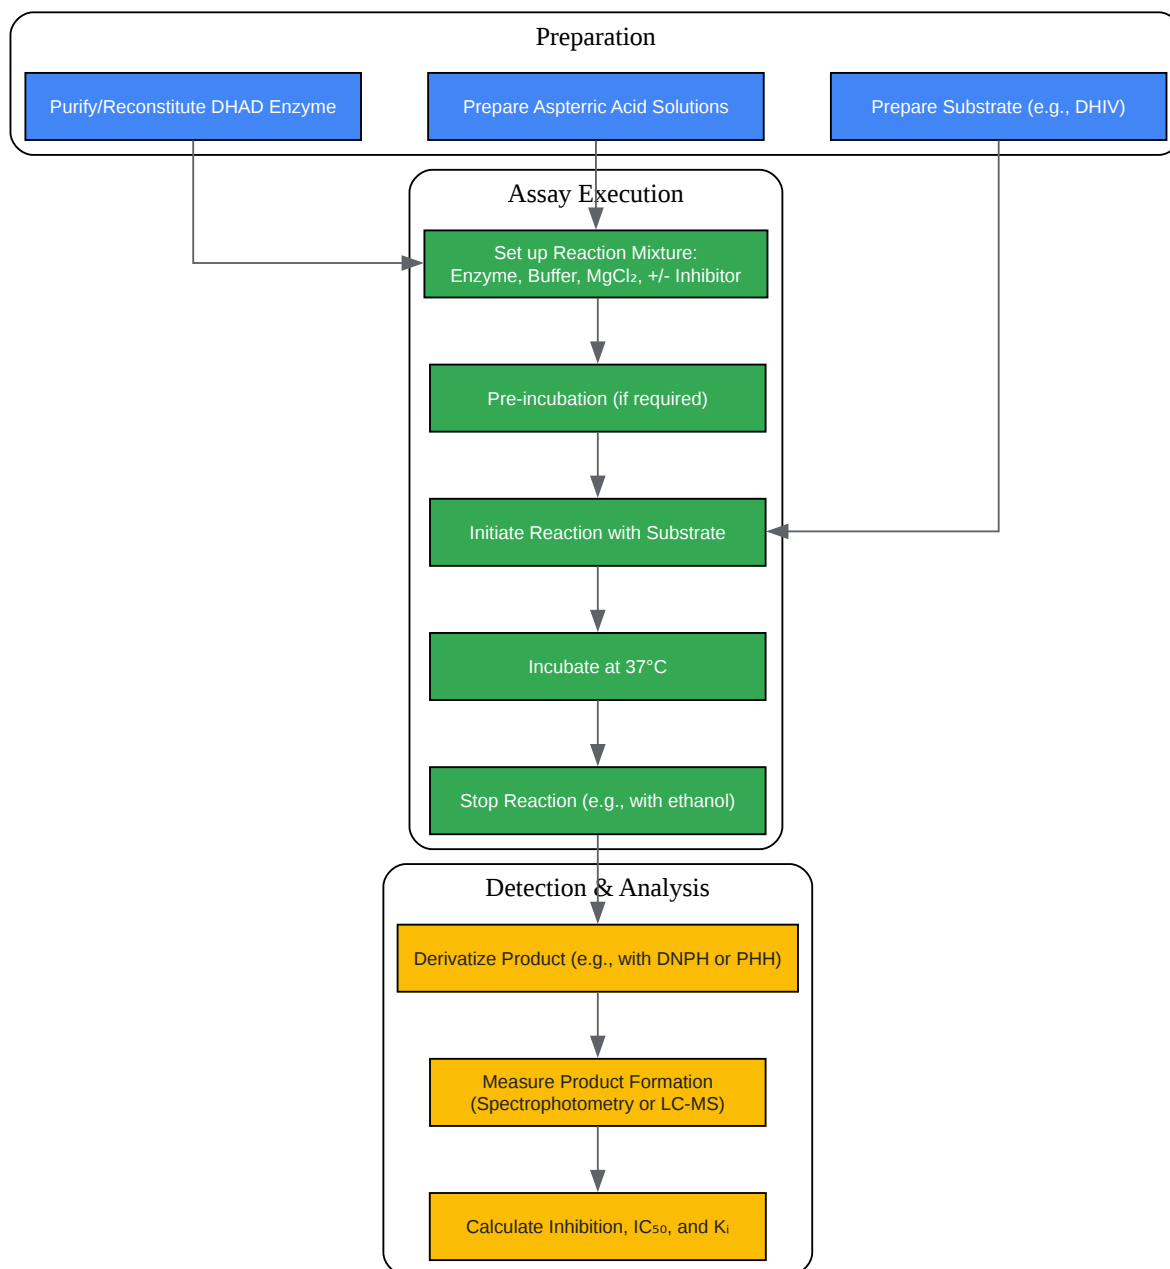 Preparation
Purify/Reconstitute DHAD Enzyme
Prepare Aspterric Acid Solutions
Prepare Substrate (e.g., DHIV)
Assay Execution
Set up Reaction Mixture:
Enzyme, Buffer, MgCl₂, +/- Inhibitor
Pre-incubation (if required)
Initiate Reaction with Substrate
Incubate at 37°C
Stop Reaction (e.g., with ethanol)
Detection & Analysis
Derivatize Product (e.g., with DNPH or PHH)
Measure Product Formation
(Spectrophotometry or LC-MS)
Calculate Inhibition, IC₅₀, and Kᵢ